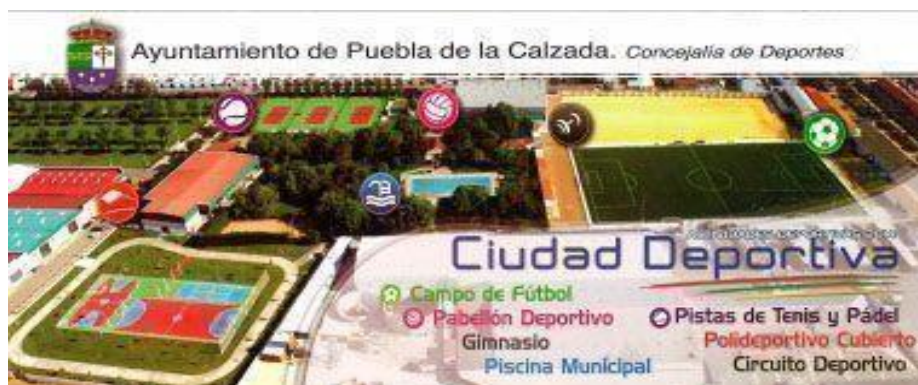 Ayuntamiento de Puebla de la Calzada. Concejalía de Deportes
Ciudad Deportiva
Campo de Fútbol
Pabellón Deportivo
Gimnasio
Piscina Municipal
Pistas de Tenis y Pádel
Polideportivo Cubierto
Circuito Deportivo